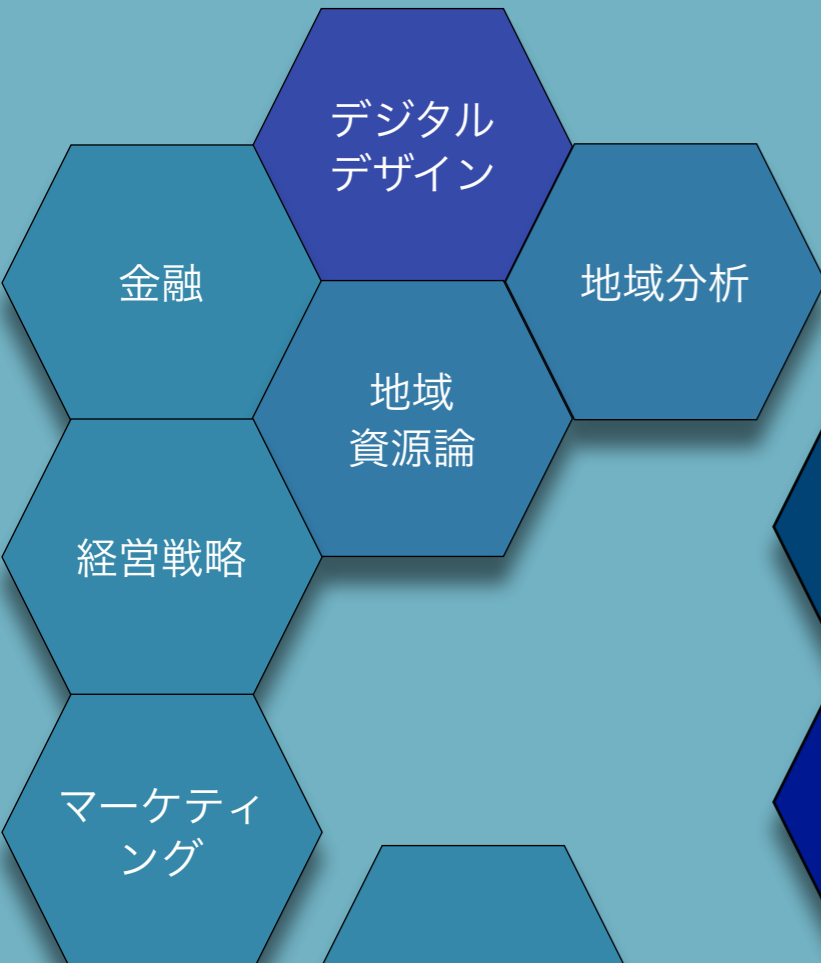 デジタル
デザイン
金融
地域分析
地域
資源論
経営戦略
マーケティ
ング